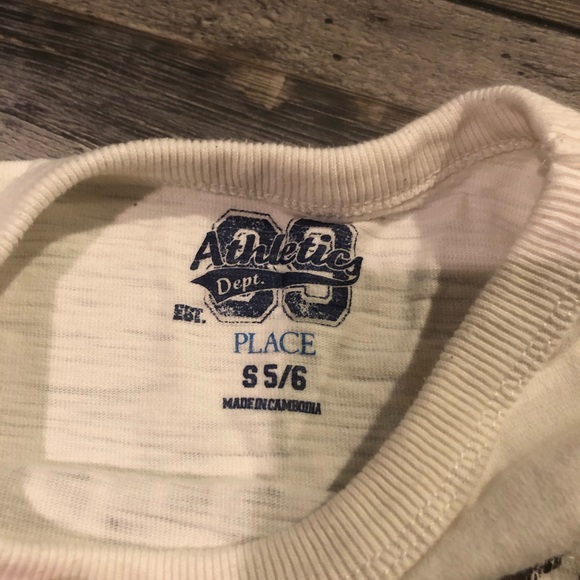 Athletics
Dept.
EST.
PLACE
S 5/6
MADE IN CAMBODIA